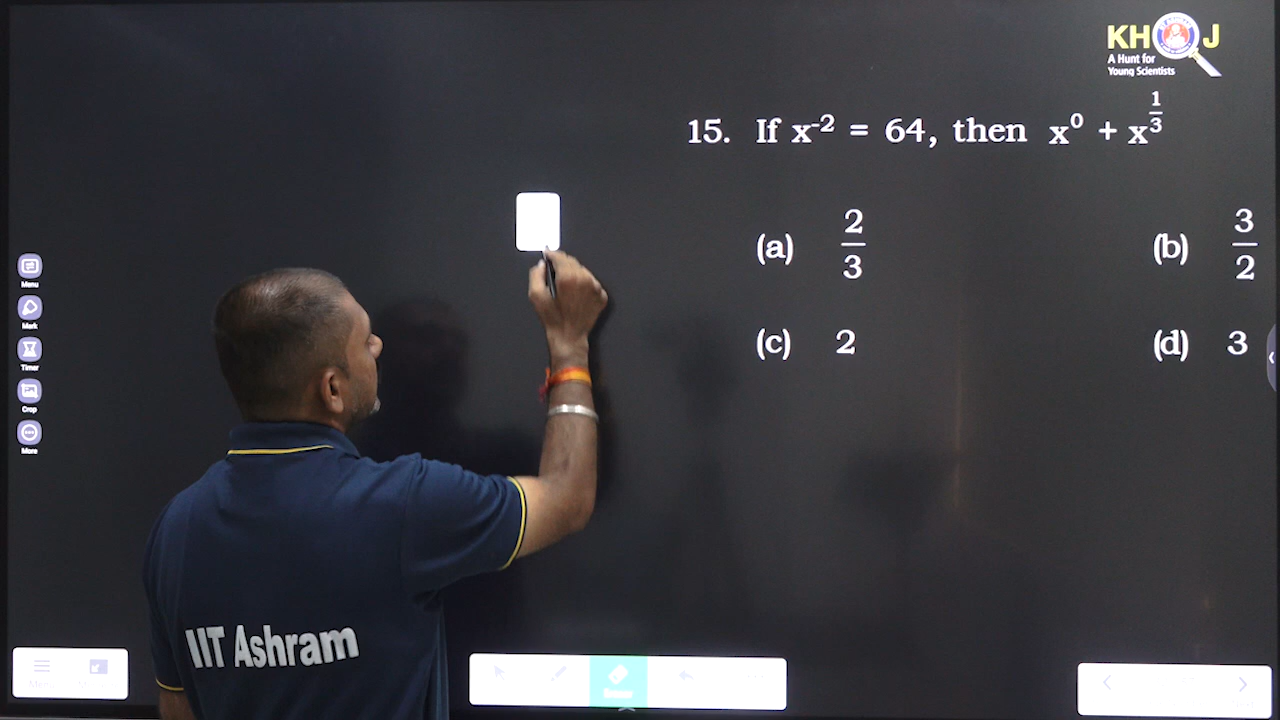 KHOJ
A Hunt for
Young Scientists
15. If x⁻² = 64, then x⁰ + x^(1/3)
(a) 2/3
(b) 3/2
(c) 2
(d) 3
Menu
Mark
Timer
Crop
More
IIT Ashram